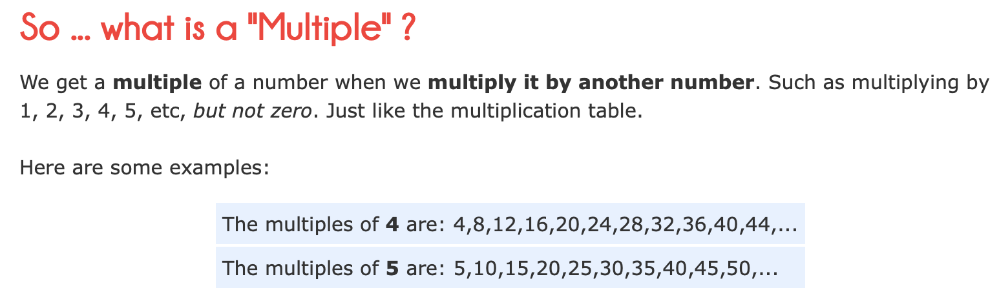 So ... what is a "Multiple" ?
We get a multiple of a number when we multiply it by another number. Such as multiplying by
1, 2, 3, 4, 5, etc, but not zero. Just like the multiplication table.
Here are some examples:
The multiples of 4 are: 4,8,12,16,20,24,28,32,36,40,44,...
The multiples of 5 are: 5,10,15,20,25,30,35,40,45,50,...